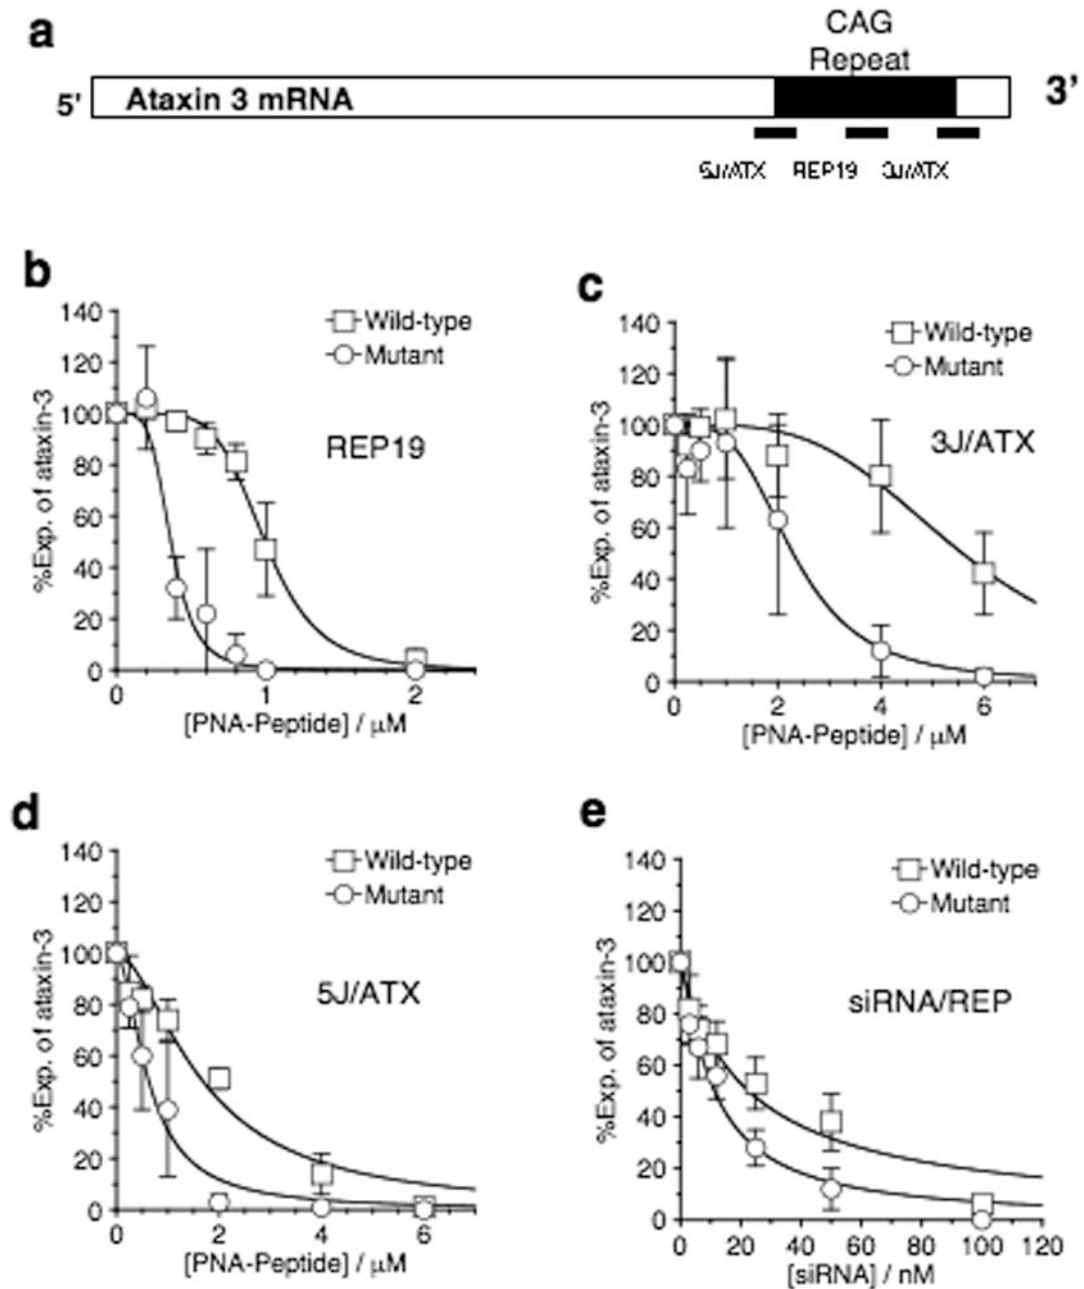 a
CAG
Repeat
5' Ataxin 3 mRNA 3'
5J/ATX REP19 3J/ATX
b
140
120
100
80
60
40
20
0
%Exp. of ataxin-3
Wild-type
Mutant
REP19
0 1 2
[PNA-Peptide] / μM
c
140
120
100
80
60
40
20
0
%Exp. of ataxin-3
Wild-type
Mutant
3J/ATX
0 2 4 6
[PNA-Peptide] / μM
d
140
120
100
80
60
40
20
0
%Exp. of ataxin-3
Wild-type
Mutant
5J/ATX
0 2 4 6
[PNA-Peptide] / μM
e
140
120
100
80
60
40
20
0
%Exp. of ataxin-3
Wild-type
Mutant
siRNA/REP
0 20 40 60 80 100 120
[siRNA] / nM